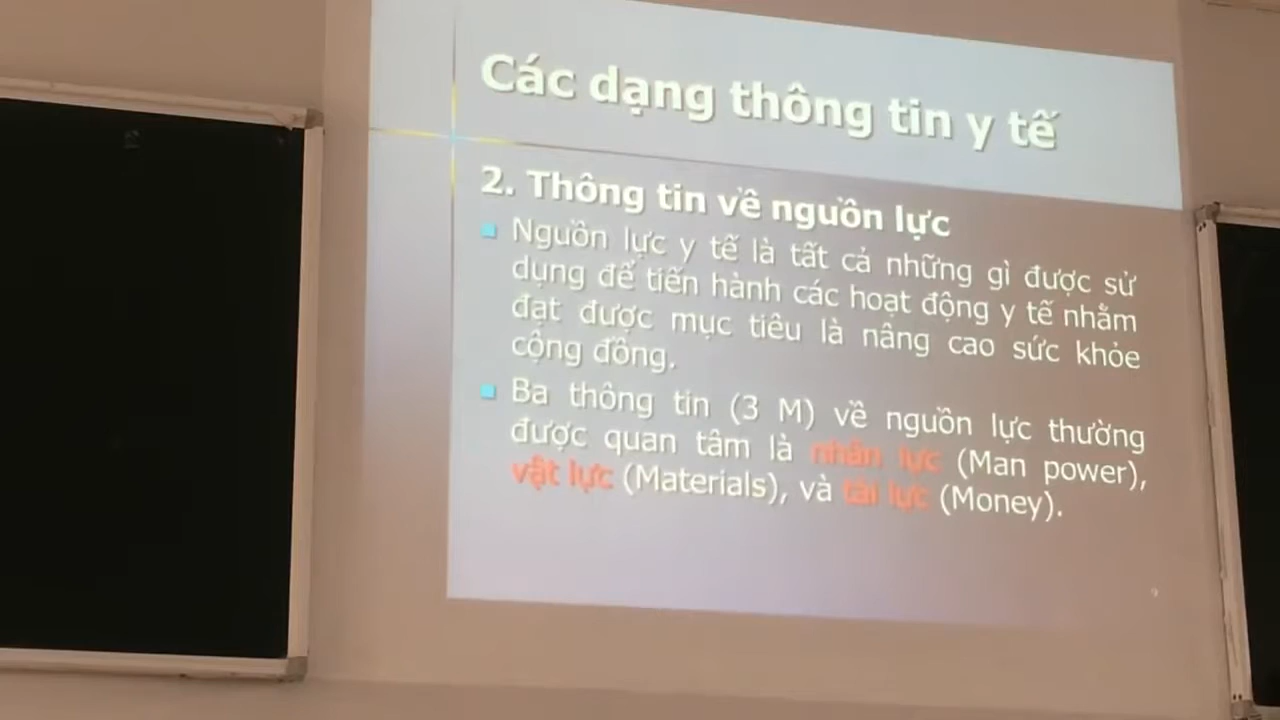 Các dạng thông tin y tế
2. Thông tin về nguồn lực
Nguồn lực y tế là tất cả những gì được sử
dụng để tiến hành các hoạt động y tế nhằm
đạt được mục tiêu là nâng cao sức khỏe
cộng đồng.
Ba thông tin (3 M) về nguồn lực thường
được quan tâm là nhân lực (Man power),
vật lực (Materials), và tài lực (Money).